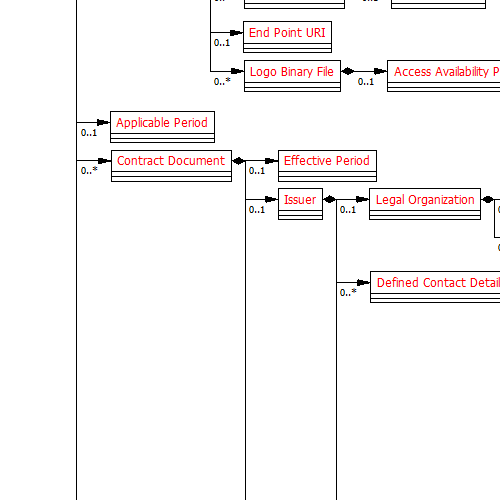 End Point URI
0..1
Logo Binary File
Access Availability P
0..*
0..1
Applicable Period
0..1
Contract Document
Effective Period
0..*
0..1
Issuer
Legal Organization
0..1
0..1
Defined Contact Detail
0..*